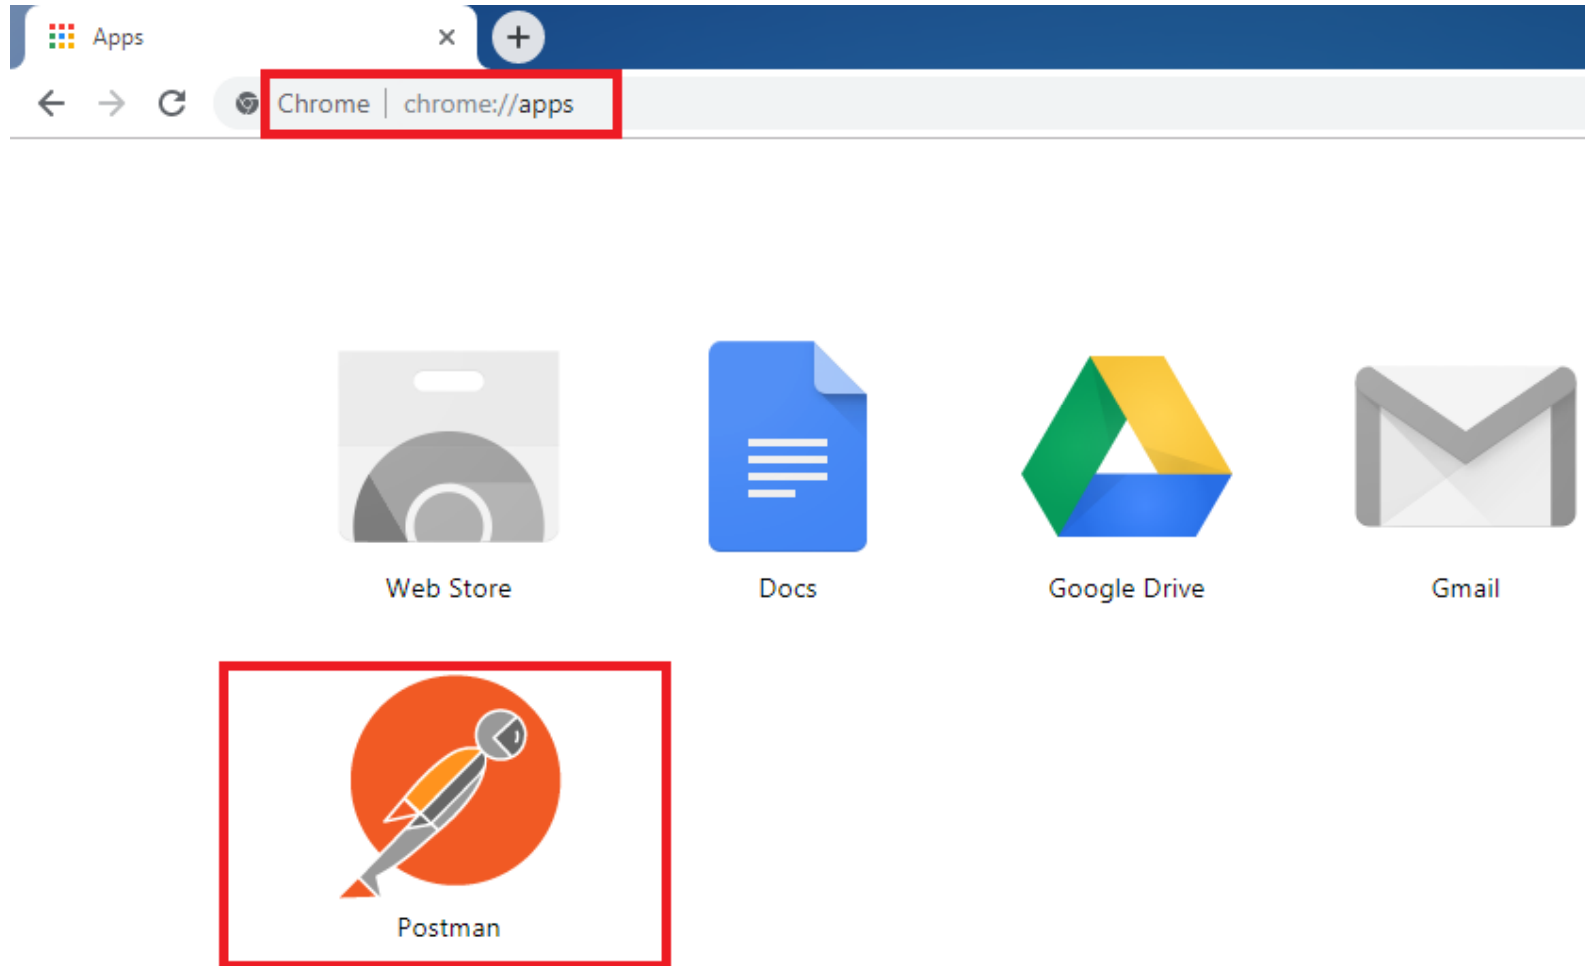 Apps
Chrome | chrome://apps
Web Store
Docs
Google Drive
Gmail
Postman